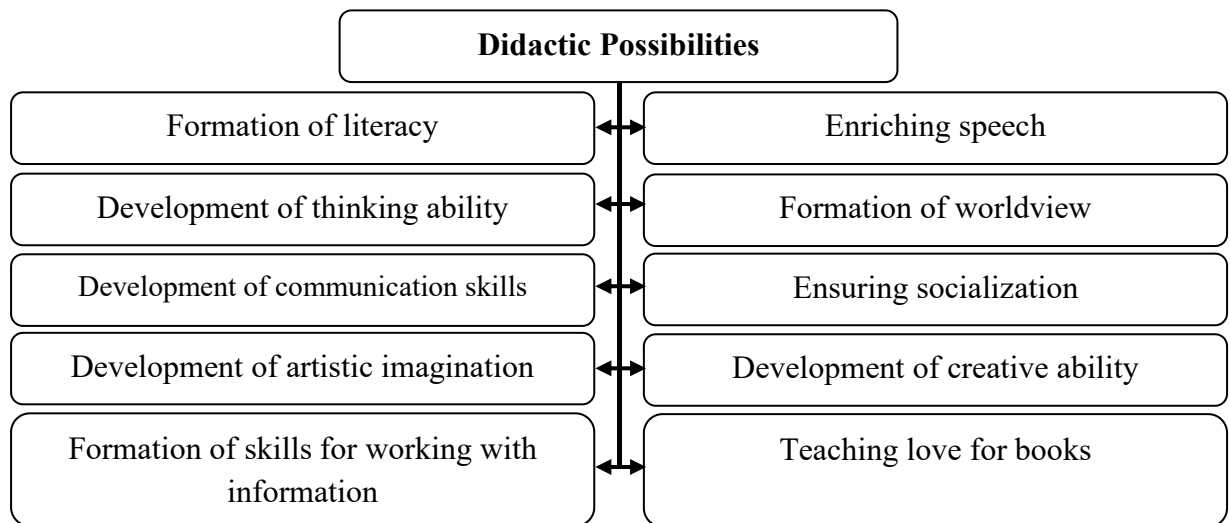 Didactic Possibilities
Formation of literacy
Enriching speech
Development of thinking ability
Formation of worldview
Development of communication skills
Ensuring socialization
Development of artistic imagination
Development of creative ability
Formation of skills for working with
information
Teaching love for books